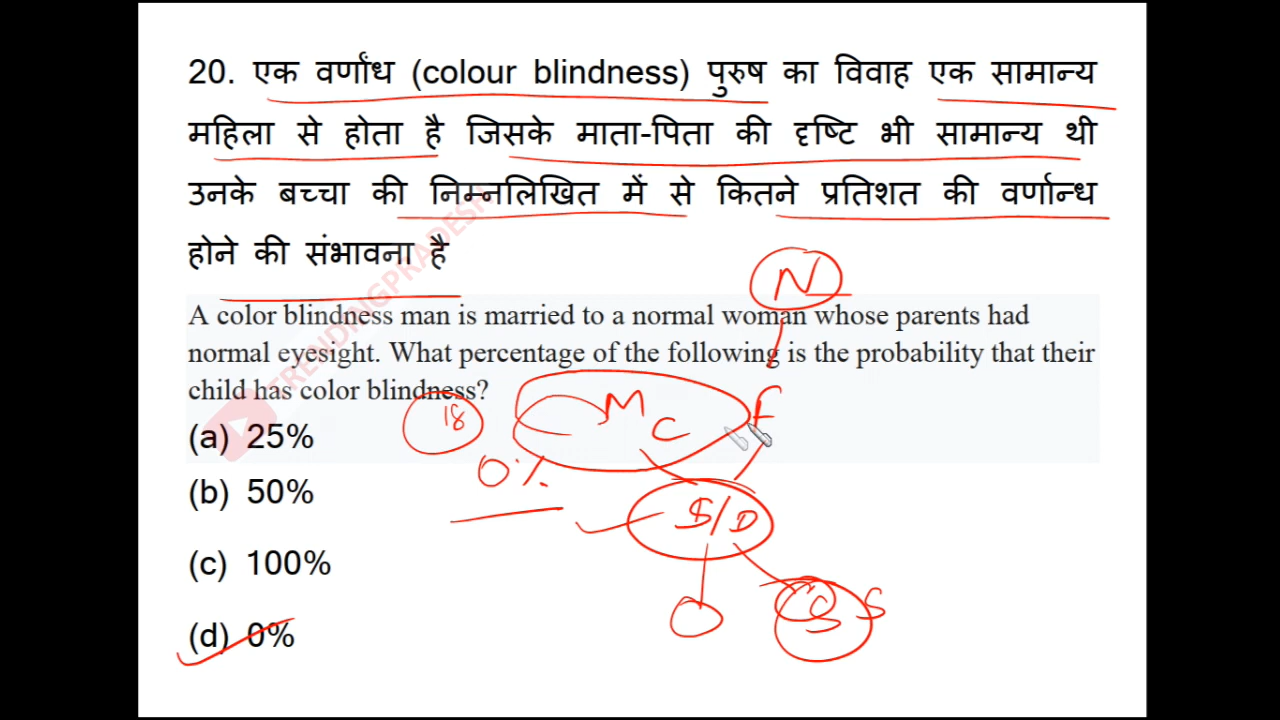 20. एक वर्णांध (colour blindness) पुरुष का विवाह एक सामान्य
महिला से होता है जिसके माता-पिता की दृष्टि भी सामान्य थी
उनके बच्चा की निम्नलिखित में से कितने प्रतिशत की वर्णान्ध
होने की संभावना है
N
A color blindness man is married to a normal woman whose parents had
normal eyesight. What percentage of the following is the probability that their
child has color blindness?
TRENDINGPRADESH
18 M C F
(a) 25%
0%
(b) 50%
S/D
(c) 100%
C S
(d) 0%